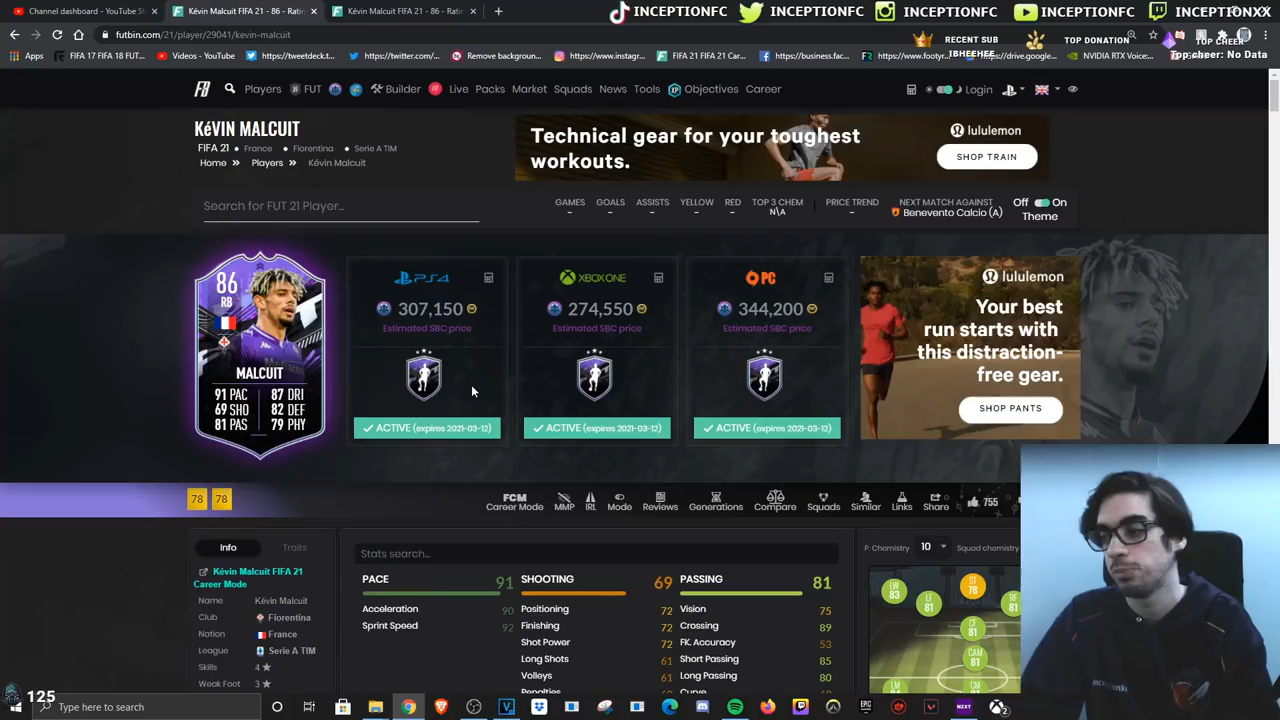 Channel dashboard - YouTube St
Kévin Malcuit FIFA 21 - 86 - Ratin
Kévin Malcuit FIFA 21 - 86 - Ratin
INCEPTIONFC
INCEPTIONFC
INCEPTIONFC
INCEPTIONFC
INCEPTIONXX
futbin.com/21/player/29041/kevin-malcuit
RECENT SUB
IBHEEHEE
TOP DONATION
TOP CHEER
Top Cheer: No Data
Apps
FIFA 17 FIFA 18 FUT...
Videos - YouTube
https://tweetdeck.t...
https://twitter.com/...
Remove backgroun...
https://www.instagr...
FIFA 21 FIFA 21 Car...
https://business.fac...
https://www.footyr...
https://drive.google...
NVIDIA RTX Voice:...
Players FUT Builder Live Packs Market Squads News Tools Objectives Career Login
KéVIN MALCUIT
FIFA 21 France Fiorentina Serie A TIM
Home Players Kévin Malcuit
Technical gear for your toughest
workouts.
lululemon
SHOP TRAIN
Search for FUT 21 Player...
GAMES GOALS ASSISTS YELLOW RED TOP 3 CHEM PRICE TREND NEXT MATCH AGAINST
- - - - - N\A - Benevento Calcio (A)
Off On
Theme
86
RB
MALCUIT
91 PAC 87 DRI
69 SHO 82 DEF
81 PAS 79 PHY
PS4
307,150
Estimated SBC price
ACTIVE (expires 2021-03-12)
XBOX ONE
274,550
Estimated SBC price
ACTIVE (expires 2021-03-12)
PC
344,200
Estimated SBC price
ACTIVE (expires 2021-03-12)
lululemon
Your best
run starts with
this distraction-
free gear.
SHOP PANTS
78 78
FCM
Career Mode MMP IRL Mode Reviews Generations Compare Squads Similar Links Share 755
Info Traits
Kévin Malcuit FIFA 21
Career Mode
Name Kévin Malcuit
Club Fiorentina
Nation France
League Serie A TIM
Skills 4
Weak Foot 3
Stats search...
PACE 91
Acceleration 90
Sprint Speed 92
SHOOTING 69
Positioning 72
Finishing 72
Shot Power 72
Long Shots 61
Volleys 61
Penalties
PASSING 81
Vision 75
Crossing 89
FK. Accuracy 53
Short Passing 85
Long Passing 80
Curve
P. Chemistry 10 Squad chemistry
LW
83
ST
78
LF
81
RF
CF
81
CAM
81
LM
CM
125
Type here to search